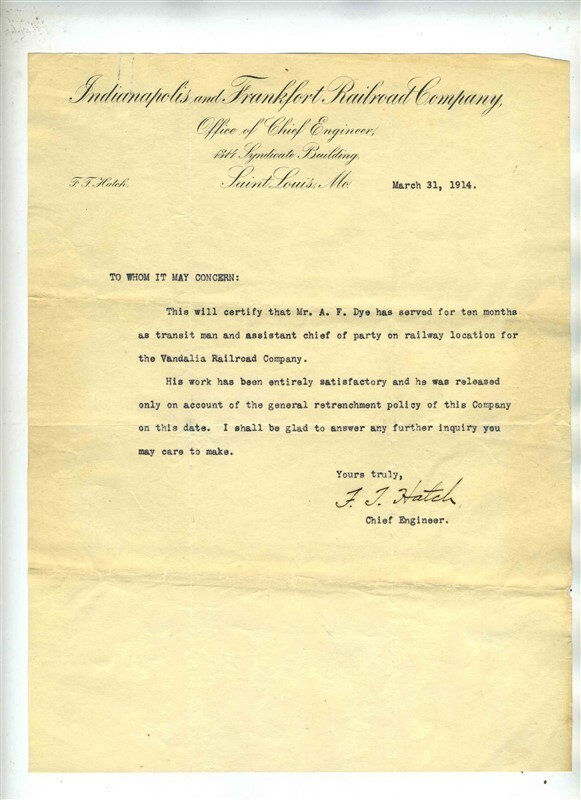 Indianapolis and Frankfort Railroad Company,
Office of Chief Engineer,
1314 Syndicate Building.
F. T. Hatch. Saint Louis, Mo. March 31, 1914.
TO WHOM IT MAY CONCERN:
This will certify that Mr. A. F. Dye has served for ten months
as transit man and assistant chief of party on railway location for
the Vandalia Railroad Company.
His work has been entirely satisfactory and he was released
only on account of the general retrenchment policy of this Company
on this date. I shall be glad to answer any further inquiry you
may care to make.
Yours truly,
F. T. Hatch
Chief Engineer.